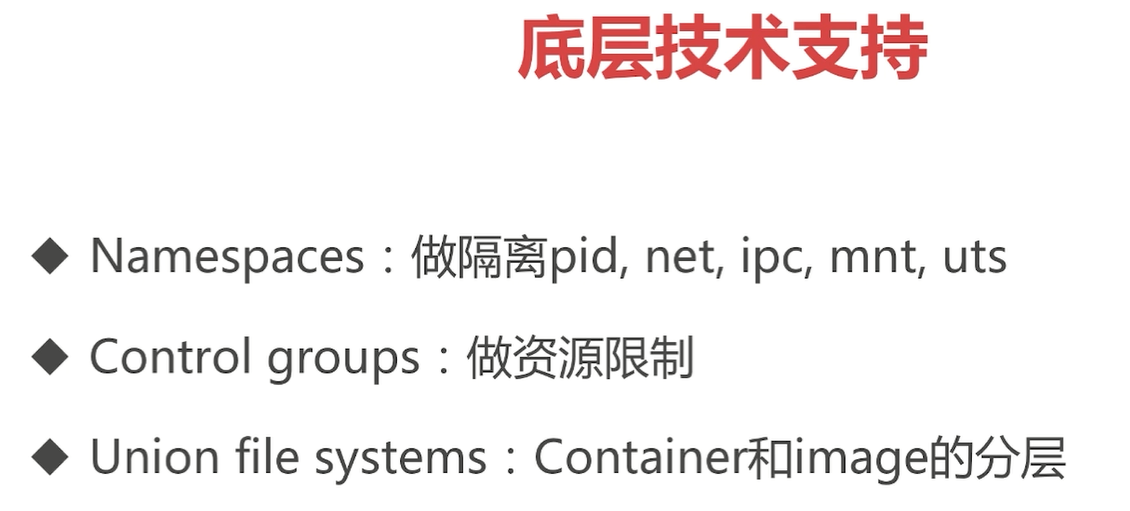 底层技术支持
◆ Namespaces：做隔离pid, net, ipc, mnt, uts
◆ Control groups：做资源限制
◆ Union file systems：Container和image的分层